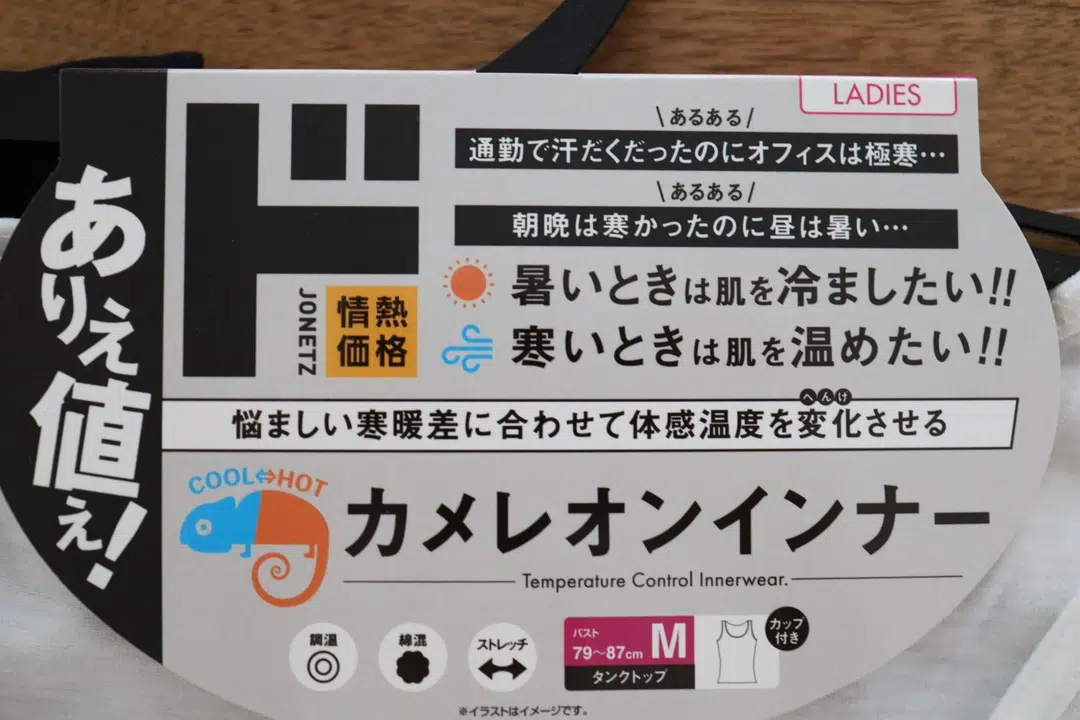 ありえ値ぇ!
ド
JONETZ
情熱
価格
LADIES
\あるある/
通勤で汗だくだったのにオフィスは極寒…
\あるある/
朝晩は寒かったのに昼は暑い…
暑いときは肌を冷ましたい!!
寒いときは肌を温めたい!!
へんげ
悩ましい寒暖差に合わせて体感温度を変化させる
COOL⇔HOT
カメレオンインナー
Temperature Control Innerwear.
調温
綿混
ストレッチ
バスト
79~87cm
M
タンクトップ
カップ
付き
※イラストはイメージです。